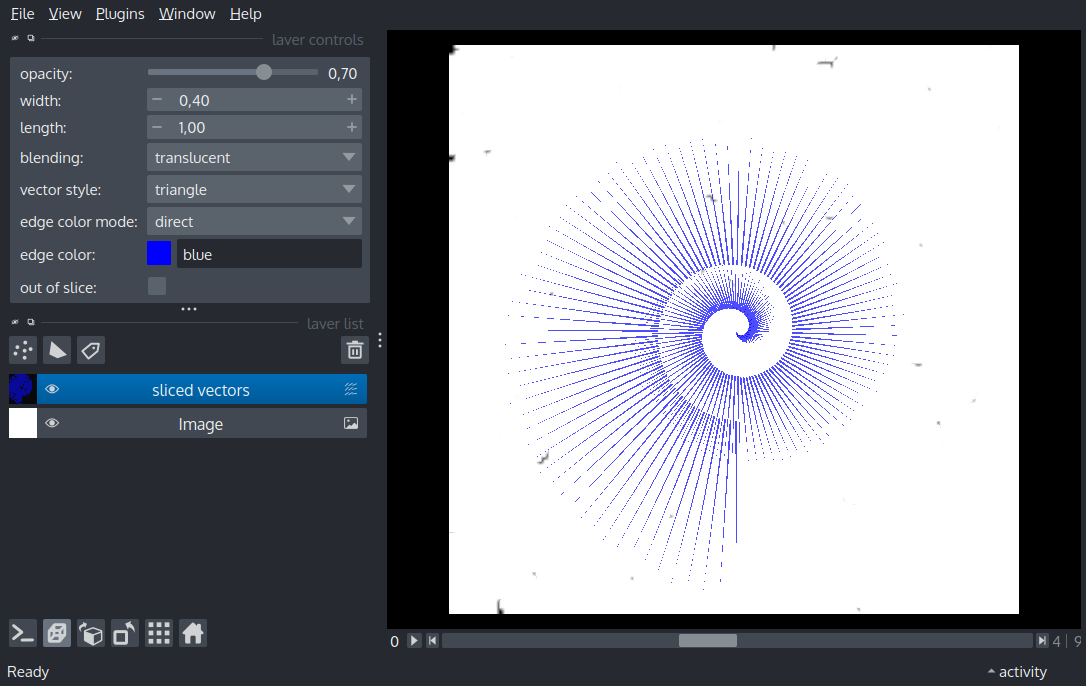 File View Plugins Window Help
layer controls
opacity: 0,70
width: 0,40
length: 1,00
blending: translucent
vector style: triangle
edge color mode: direct
edge color: blue
out of slice:
layer list
sliced vectors
Image
0 4 9
Ready activity